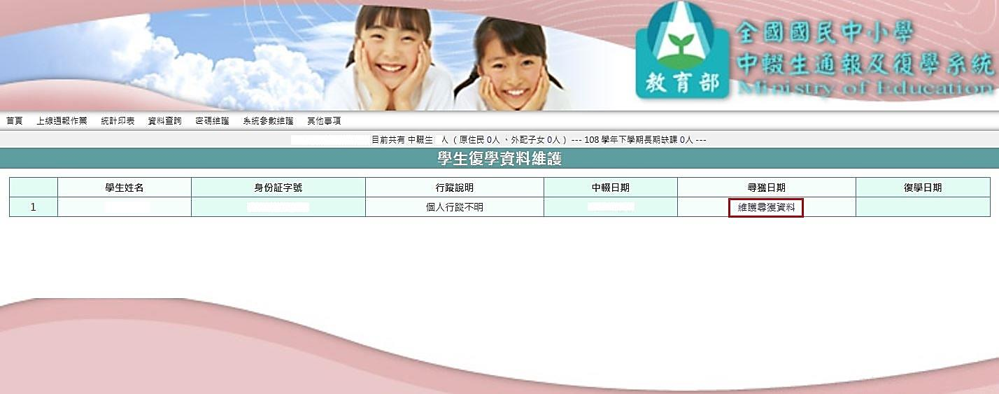 全國國民中小學
中輟生通報及復學系統
Ministry of Education
教育部
首頁 上線通報作業 統計印表 資料查詢 密碼維護 系統參數維護 其他事項
目前共有 中輟生 人 ( 原住民 0人 、外配子女 0人 ) --- 108 學年下學期長期缺課 0人 ---
學生復學資料維護
學生姓名 身份証字號 行蹤說明 中輟日期 尋獲日期 復學日期
1 個人行蹤不明 維護尋獲資料